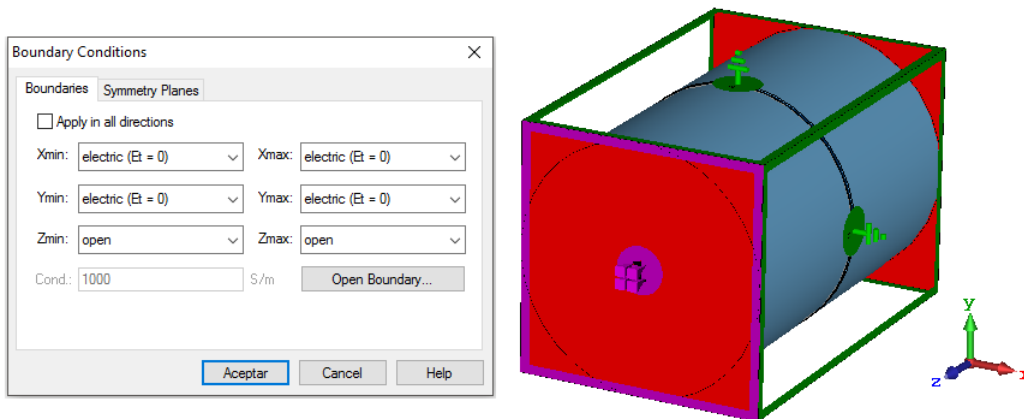 Boundary Conditions
Boundaries Symmetry Planes
Apply in all directions
Xmin: electric (Et = 0) Xmax: electric (Et = 0)
Ymin: electric (Et = 0) Ymax: electric (Et = 0)
Zmin: open Zmax: open
Cond.: 1000 S/m Open Boundary...
Aceptar Cancel Help
y
z x